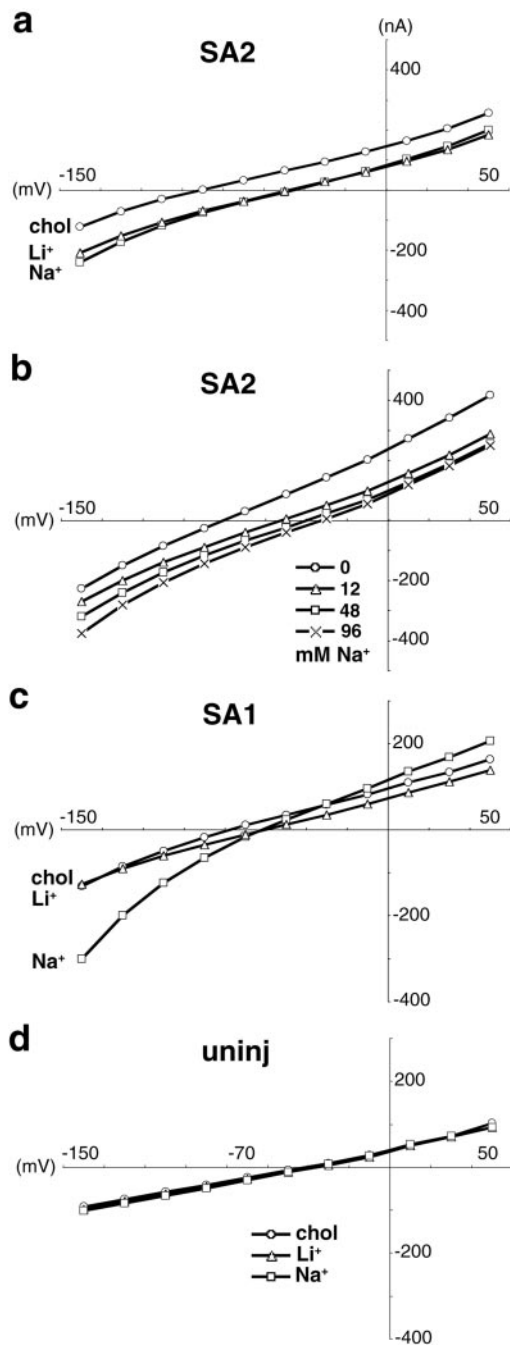 a
SA2
(nA)
400
-150
50
(mV)
chol
Li⁺
Na⁺
-200
-400
b
SA2
400
-150
50
(mV)
0
12
48
96
mM Na⁺
-200
-400
c
SA1
200
-150
50
(mV)
chol
Li⁺
Na⁺
-200
-400
d
uninj
200
-150
-70
50
(mV)
chol
Li⁺
Na⁺
-200
-400